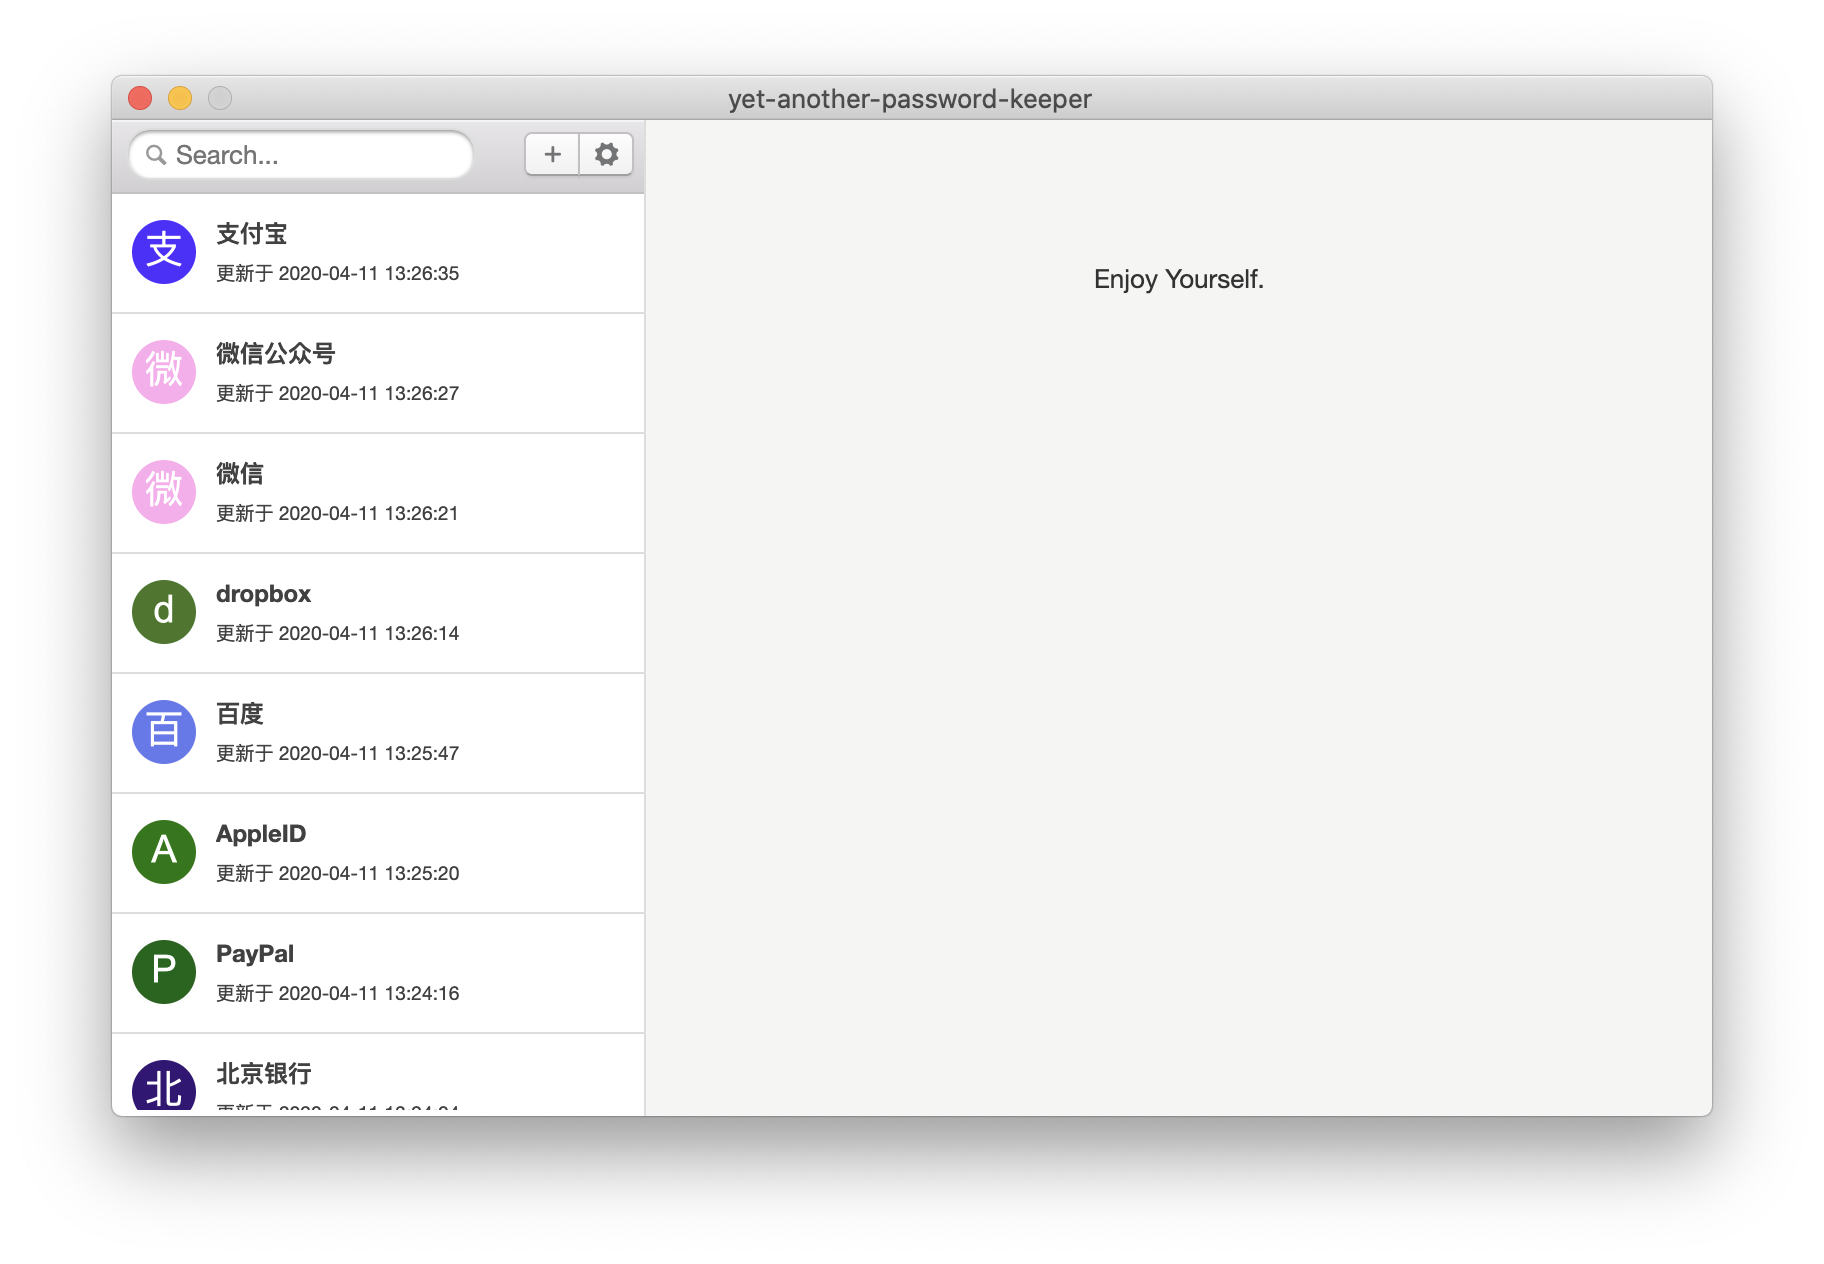 yet-another-password-keeper
Search...
Enjoy Yourself.
支
支付宝
更新于 2020-04-11 13:26:35
微
微信公众号
更新于 2020-04-11 13:26:27
微
微信
更新于 2020-04-11 13:26:21
d
dropbox
更新于 2020-04-11 13:26:14
百
百度
更新于 2020-04-11 13:25:47
A
AppleID
更新于 2020-04-11 13:25:20
P
PayPal
更新于 2020-04-11 13:24:16
北
北京银行